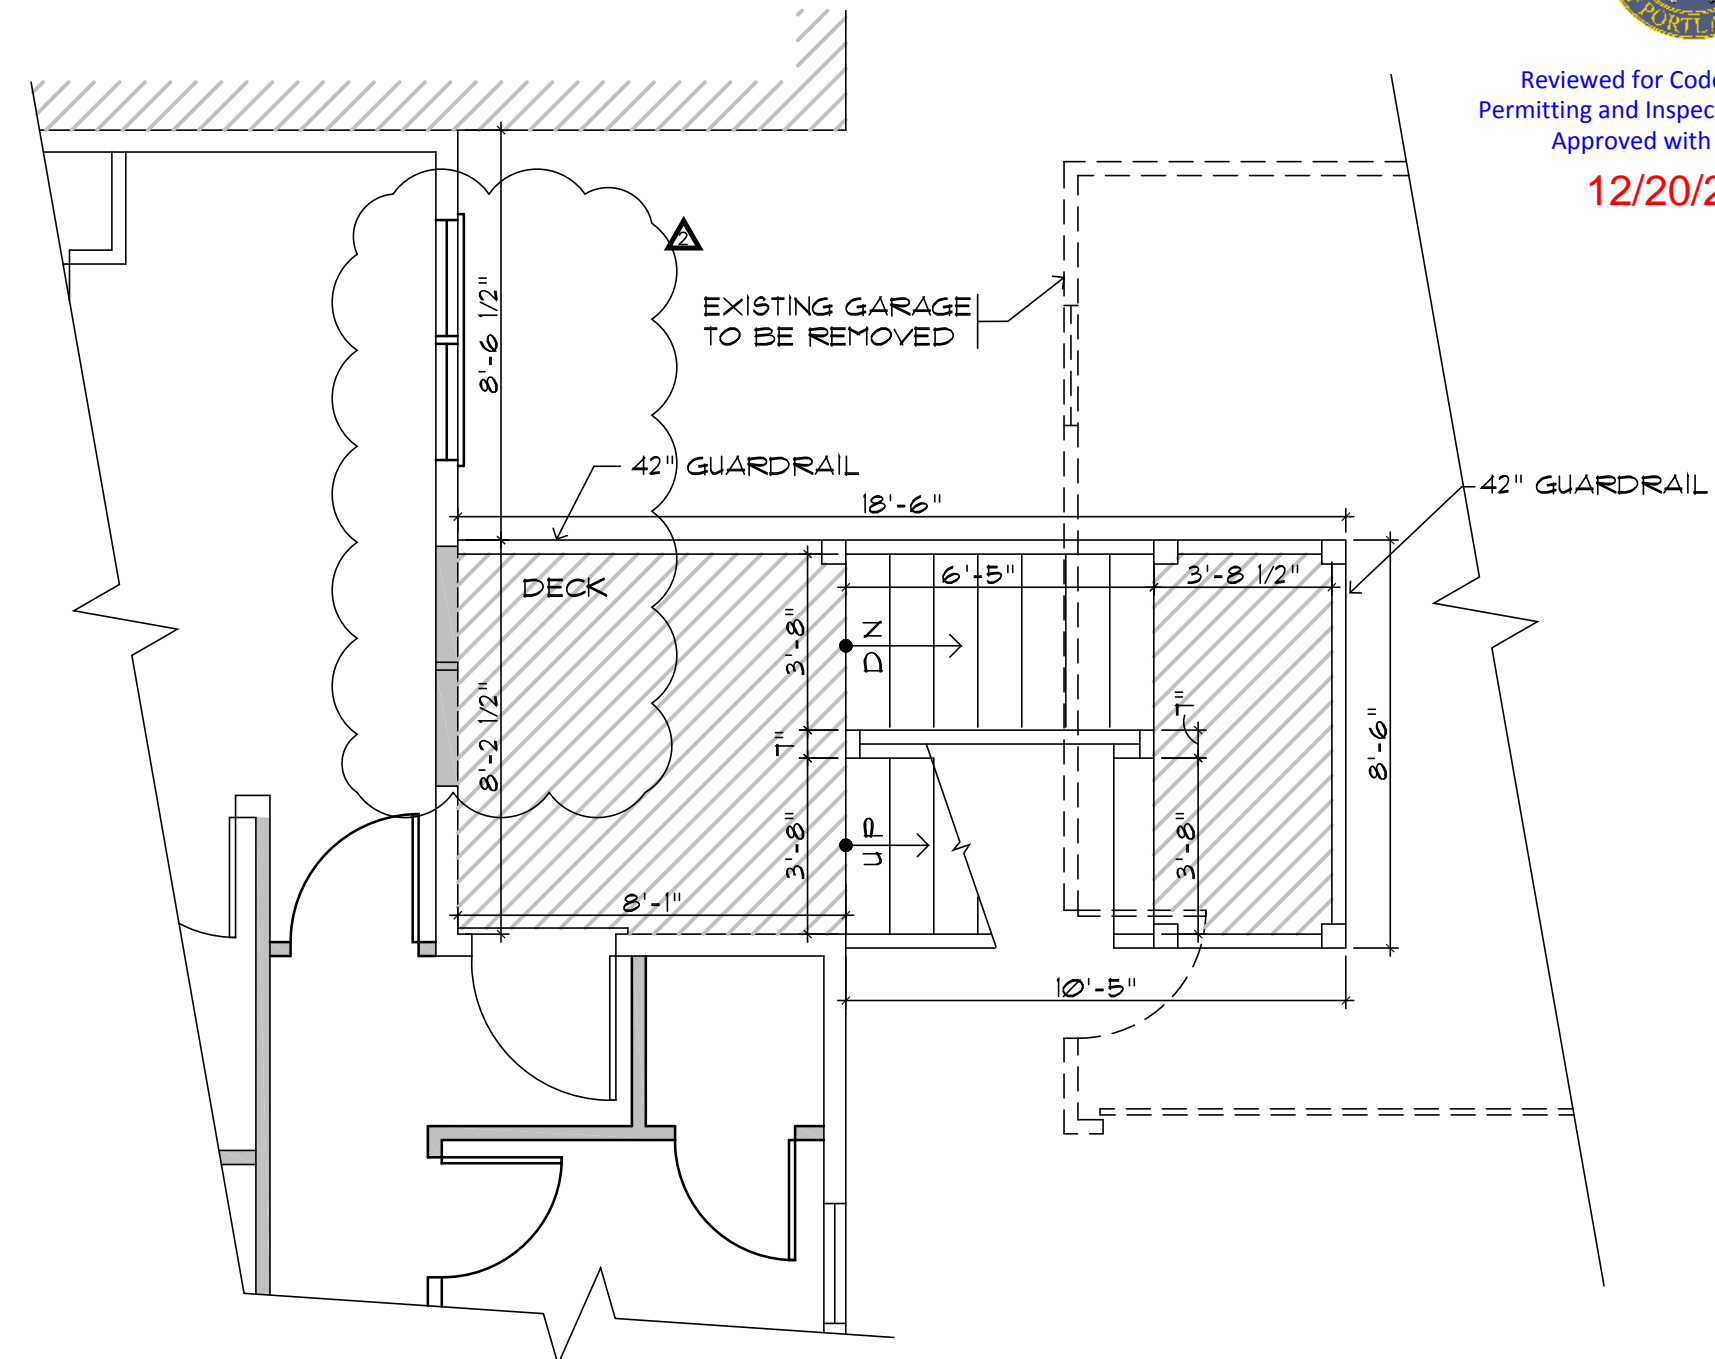 PORTL
Reviewed for Cod
Permitting and Inspec
Approved with
12/20/2
2
8'-6 1/2"
EXISTING GARAGE
TO BE REMOVED
42" GUARDRAIL
18'-6"
42" GUARDRAIL
DECK
6'-5"
3'-8 1/2"
3'-8"
DN
8'-2 1/2"
7"
7"
8'-6"
3'-8"
UP
3'-8"
8'-1"
10'-5"